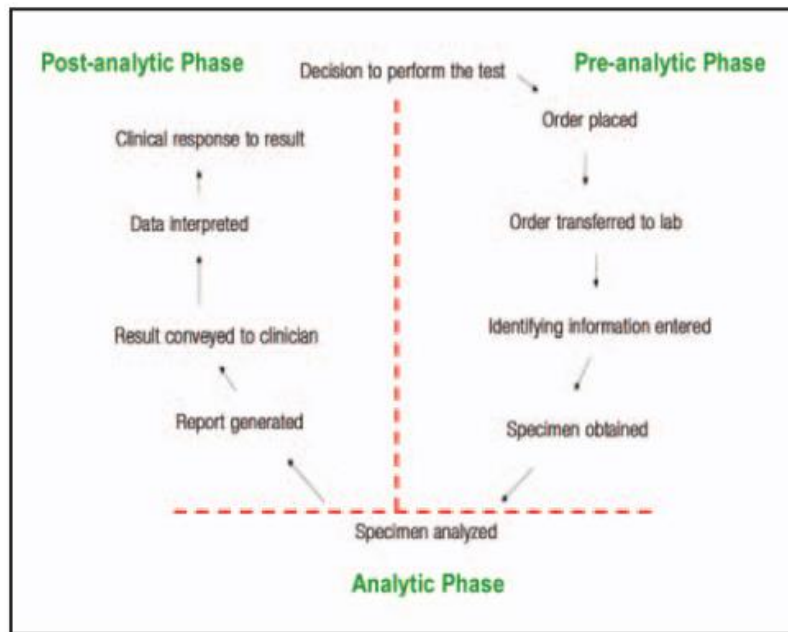 Post-analytic Phase
Decision to perform the test
Pre-analytic Phase
Order placed
Clinical response to result
Data interpreted
Order transferred to lab
Result conveyed to clinician
Identifying information entered
Report generated
Specimen obtained
Specimen analyzed
Analytic Phase